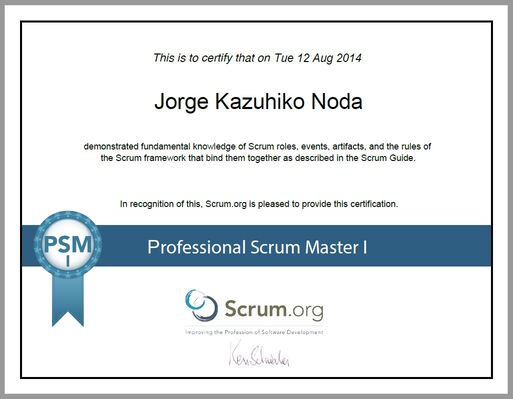 This is to certify that on Tue 12 Aug 2014
Jorge Kazuhiko Noda
demonstrated fundamental knowledge of Scrum roles, events, artifacts, and the rules of
the Scrum framework that bind them together as described in the Scrum Guide.
In recognition of this, Scrum.org is pleased to provide this certification.
PSM
I
Professional Scrum Master I
Scrum.org
Improving the Profession of Software Development
Ken Schwaber